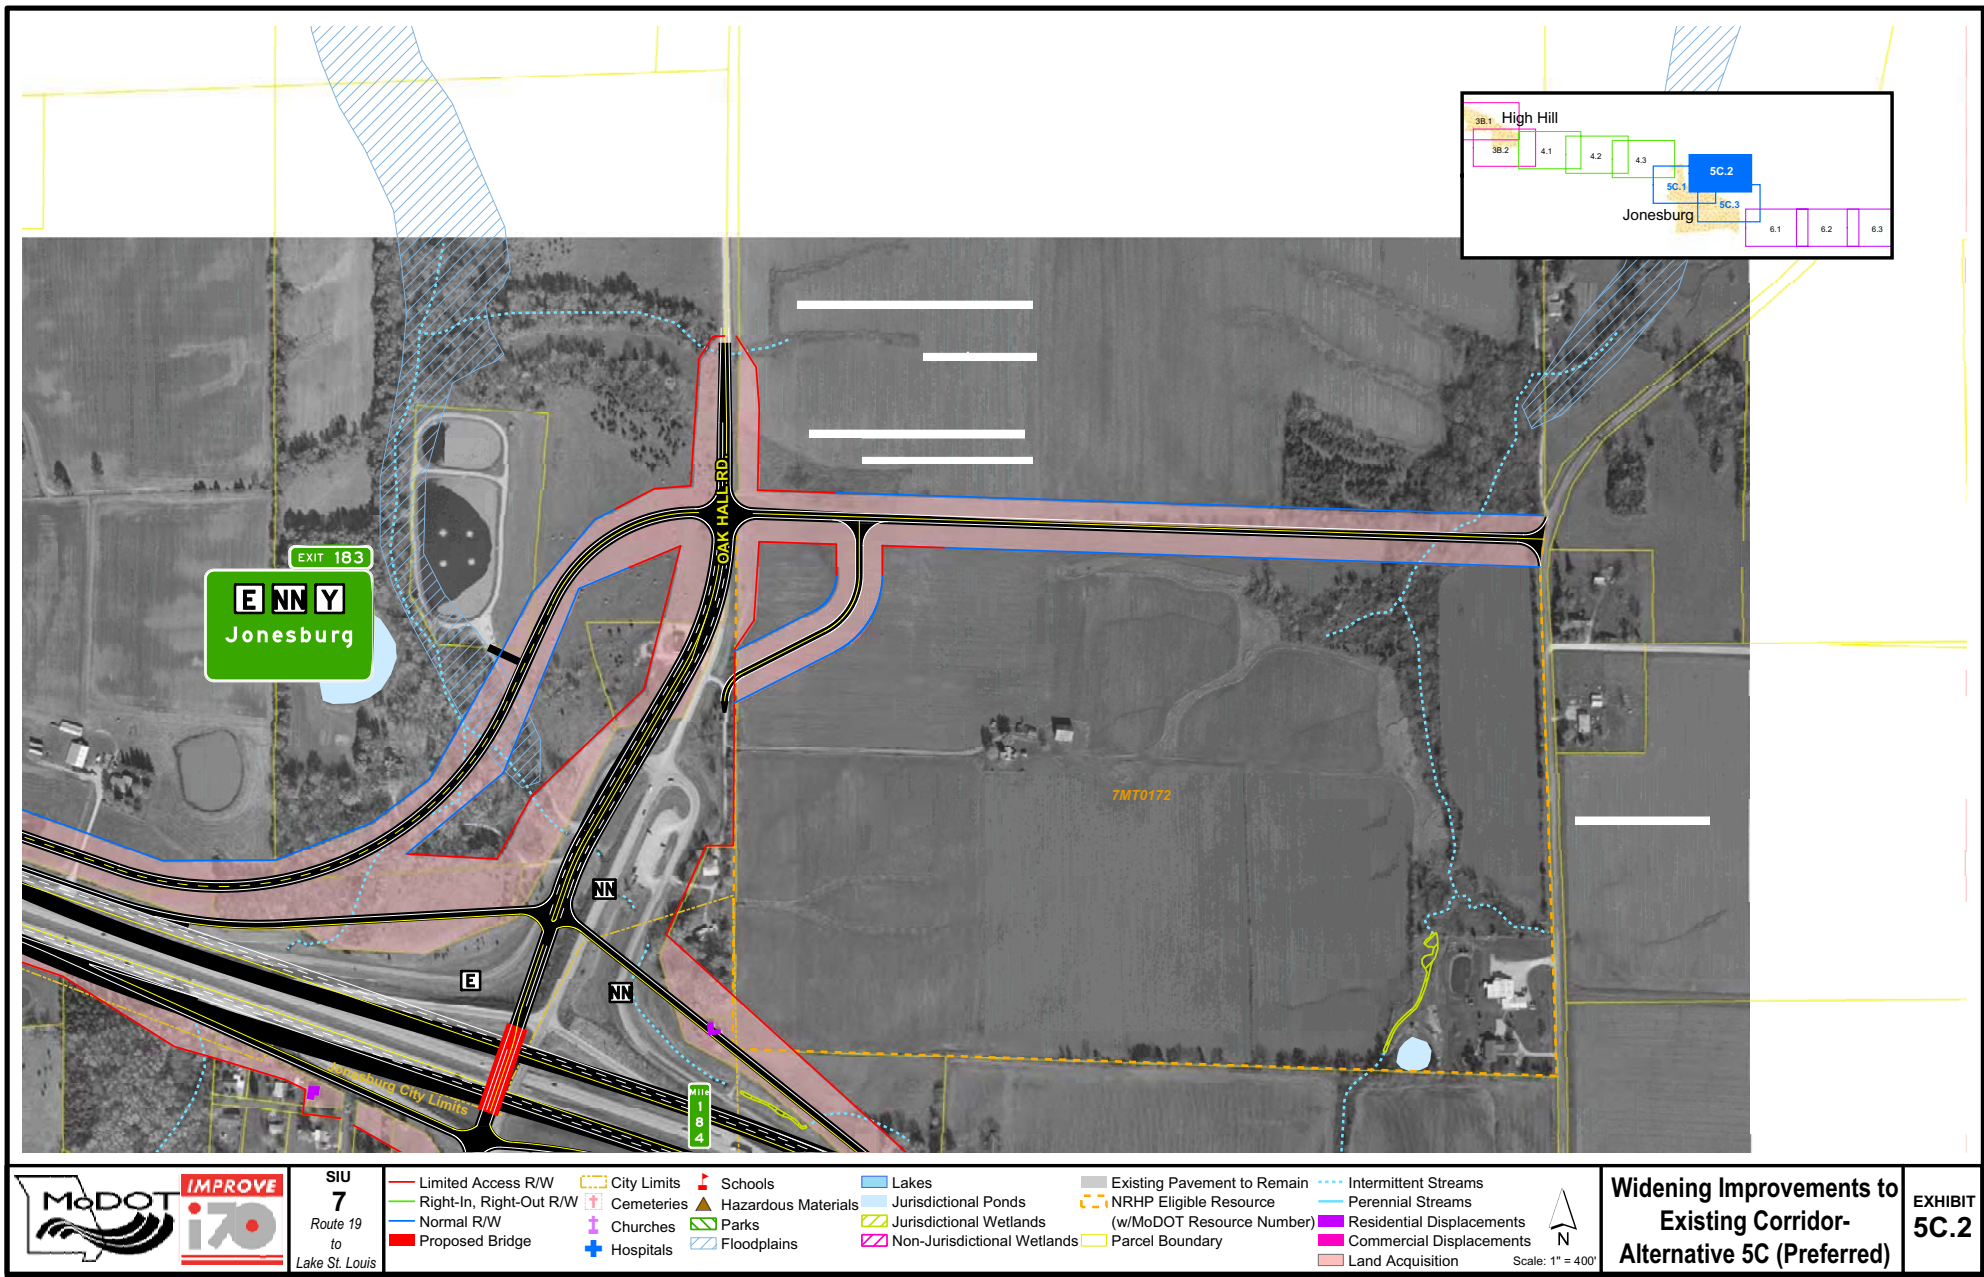 3B.1
High Hill
3B.2
4.1
4.2
4.3
5C.1
5C.2
5C.3
Jonesburg
6.1
6.2
6.3
OAK HALL RD.
EXIT 183
E NN Y
Jonesburg
7MT0172
NN
E
NN
Jonesburg City Limits
Mile
1
8
4
MoDOT
IMPROVE
i70
SIU
7
Route 19
to
Lake St. Louis
Limited Access R/W
Right-In, Right-Out R/W
Normal R/W
Proposed Bridge
City Limits
Cemeteries
Churches
Hospitals
Schools
Hazardous Materials
Parks
Floodplains
Lakes
Jurisdictional Ponds
Jurisdictional Wetlands
Non-Jurisdictional Wetlands
Existing Pavement to Remain
NRHP Eligible Resource
(w/MoDOT Resource Number)
Parcel Boundary
Intermittent Streams
Perennial Streams
Residential Displacements
Commercial Displacements
Land Acquisition
N
Scale: 1" = 400'
Widening Improvements to
Existing Corridor-
Alternative 5C (Preferred)
EXHIBIT
5C.2